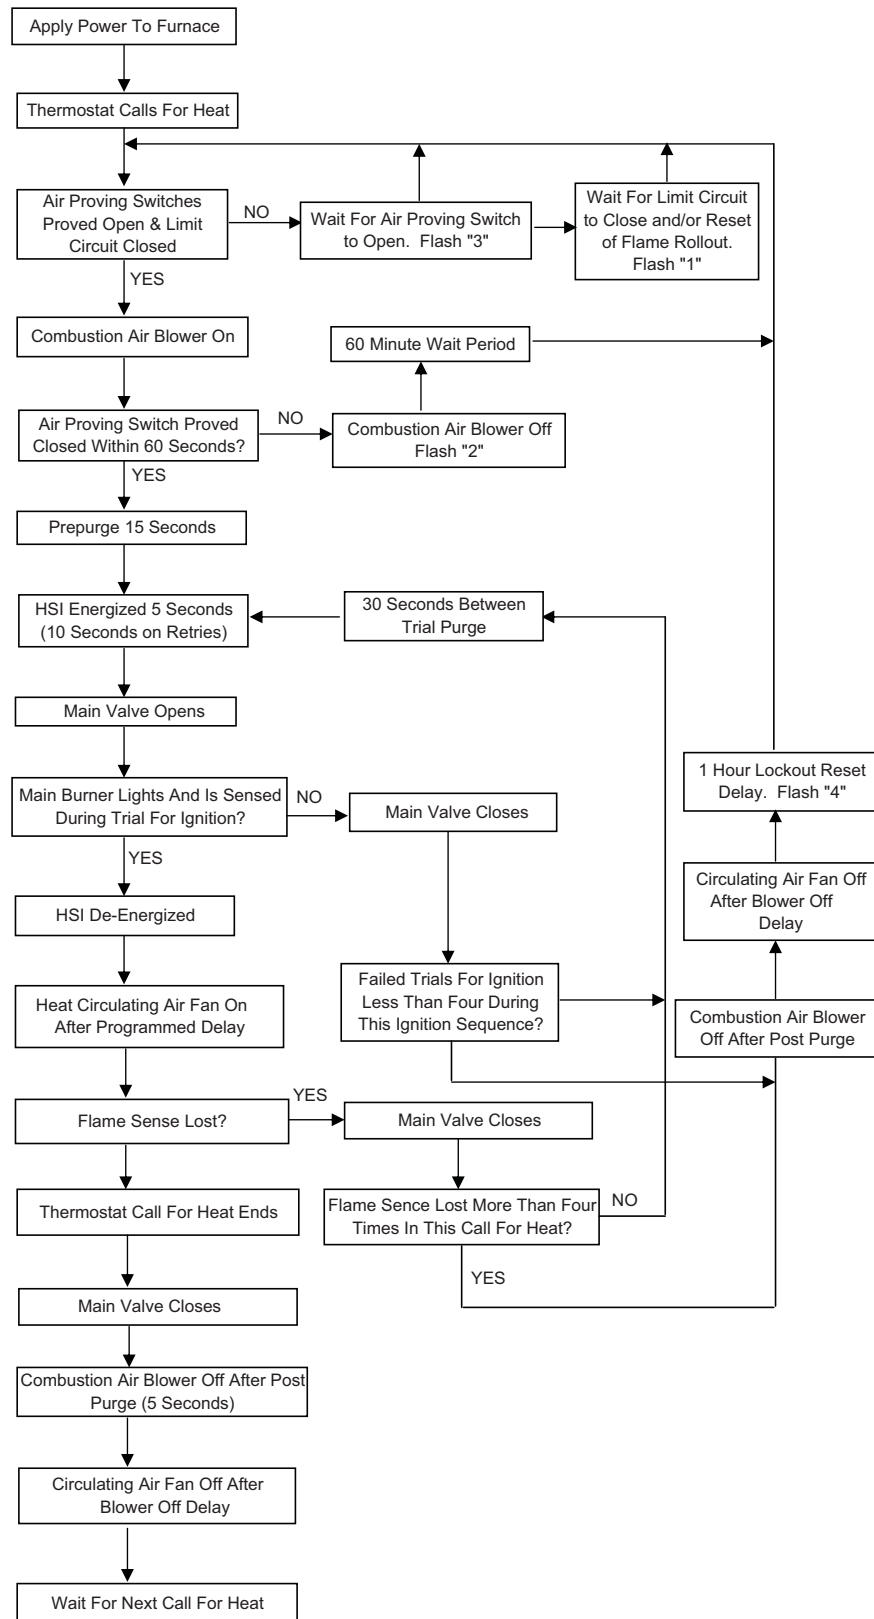 Apply Power To Furnace
Thermostat Calls For Heat
Air Proving Switches
Proved Open & Limit
Circuit Closed
NO
Wait For Air Proving Switch
to Open. Flash "3"
Wait For Limit Circuit
to Close and/or Reset
of Flame Rollout.
Flash "1"
YES
Combustion Air Blower On
60 Minute Wait Period
Air Proving Switch Proved
Closed Within 60 Seconds?
NO
Combustion Air Blower Off
Flash "2"
YES
Prepurge 15 Seconds
HSI Energized 5 Seconds
(10 Seconds on Retries)
30 Seconds Between
Trial Purge
Main Valve Opens
Main Burner Lights And Is Sensed
During Trial For Ignition?
NO
Main Valve Closes
1 Hour Lockout Reset
Delay. Flash "4"
YES
HSI De-Energized
Circulating Air Fan Off
After Blower Off
Delay
Heat Circulating Air Fan On
After Programmed Delay
Failed Trials For Ignition
Less Than Four During
This Ignition Sequence?
Combustion Air Blower
Off After Post Purge
Flame Sense Lost?
YES
Main Valve Closes
Thermostat Call For Heat Ends
Flame Sence Lost More Than Four
Times In This Call For Heat?
NO
YES
Main Valve Closes
Combustion Air Blower Off After Post
Purge (5 Seconds)
Circulating Air Fan Off After
Blower Off Delay
Wait For Next Call For Heat